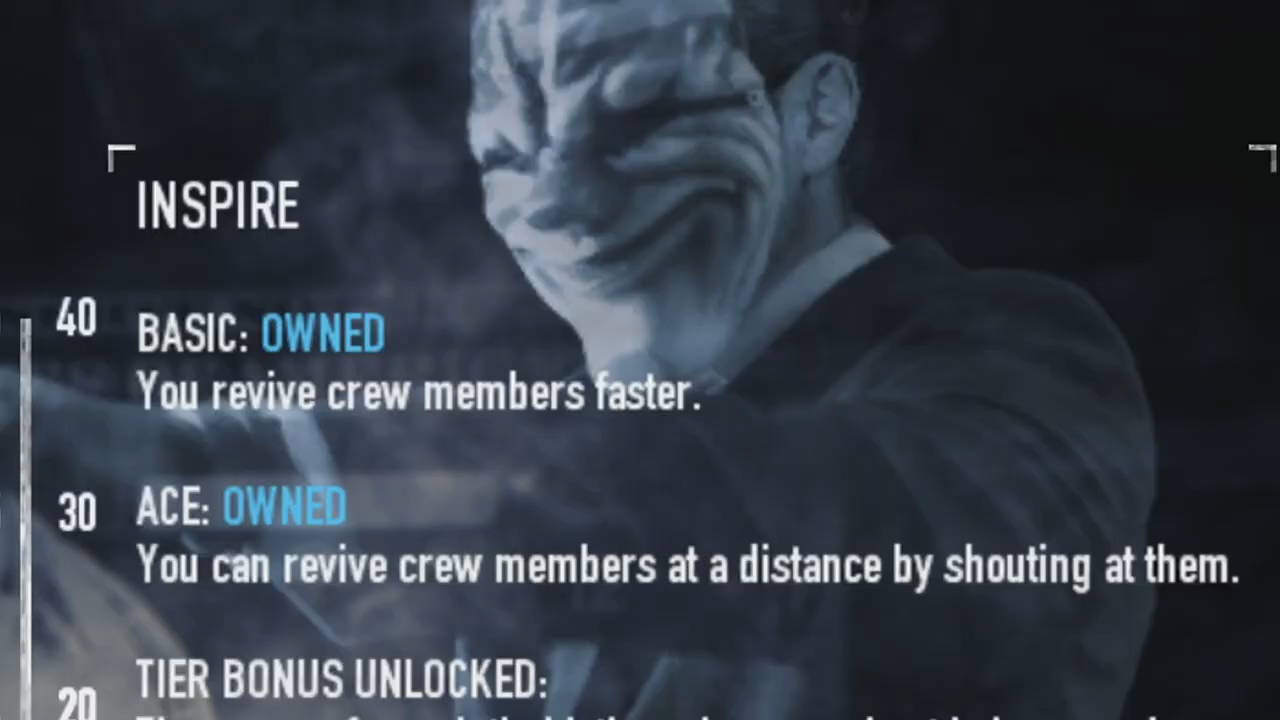 INSPIRE
40
BASIC: OWNED
You revive crew members faster.
30
ACE: OWNED
You can revive crew members at a distance by shouting at them.
20
TIER BONUS UNLOCKED: